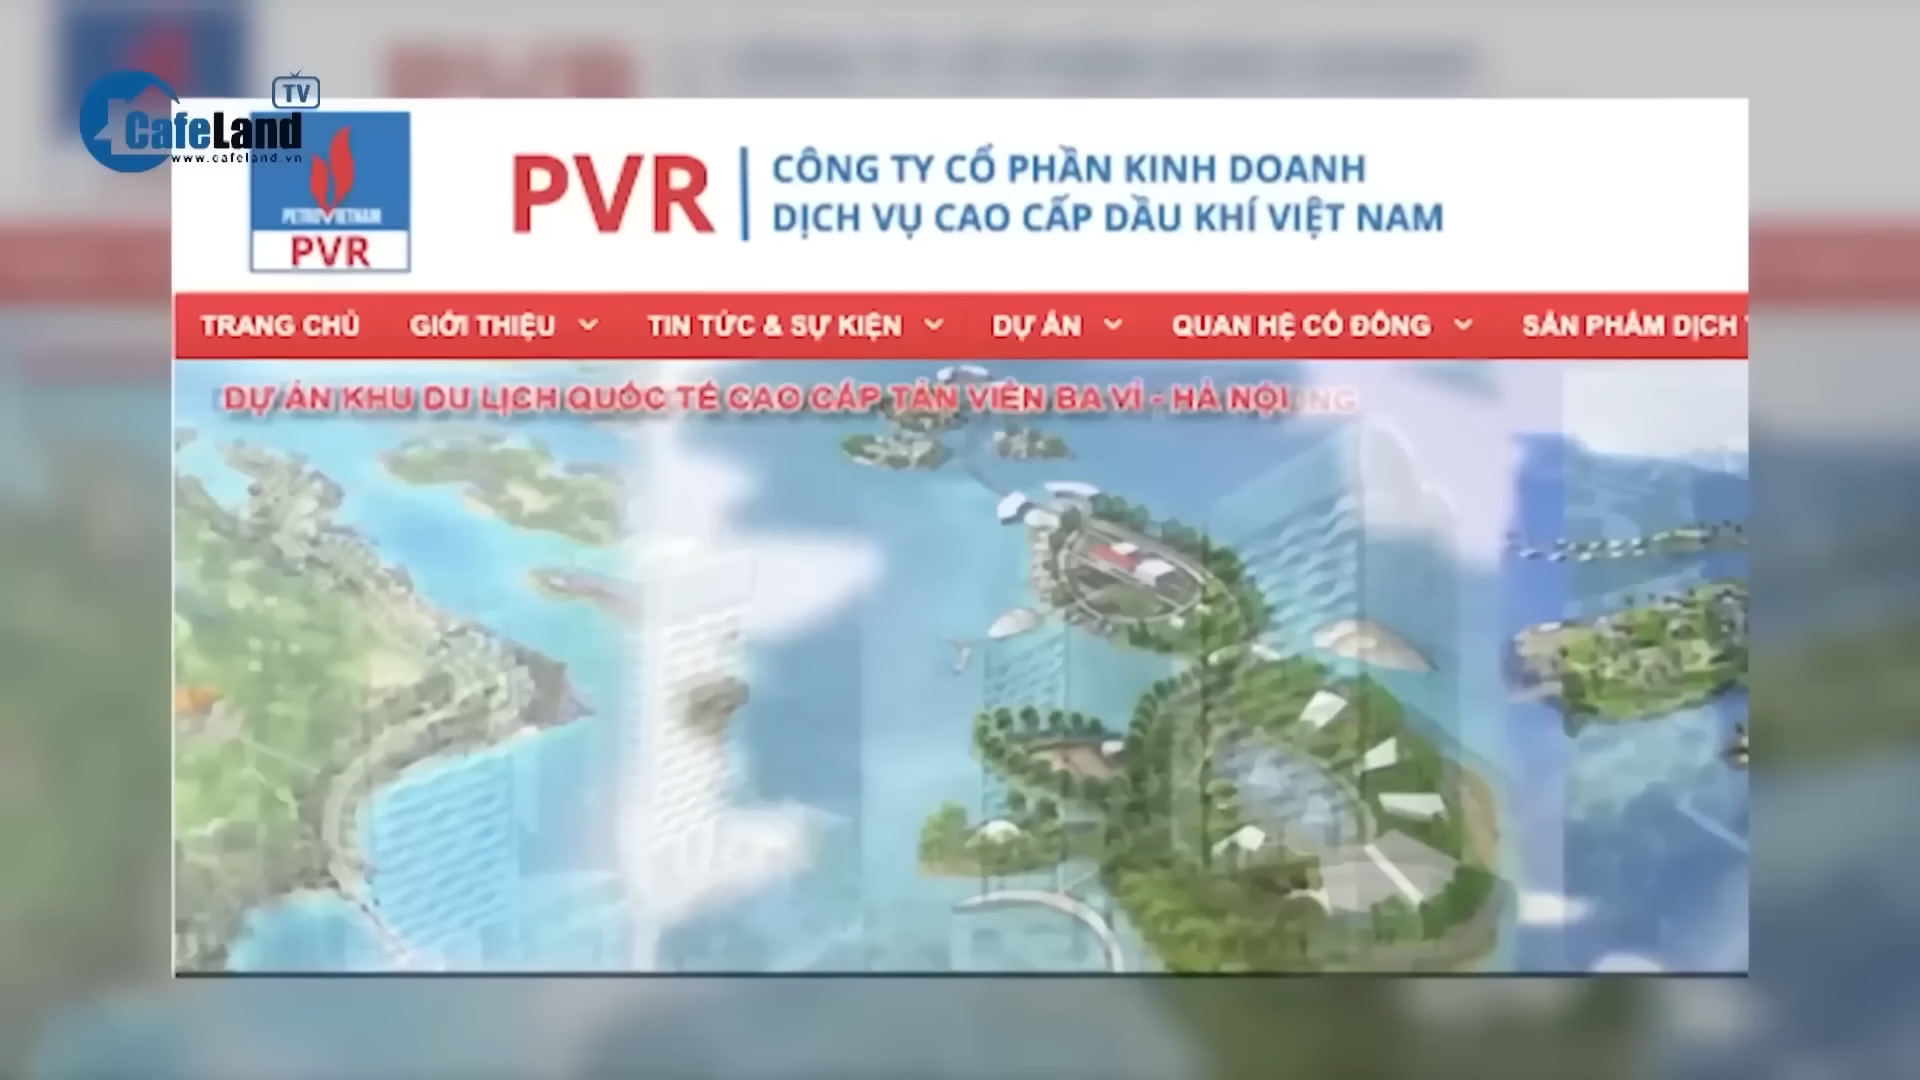 TV
CafeLand
www.cafeland.vn
PETROVIETNAM
PVR
PVR
CÔNG TY CỔ PHẦN KINH DOANH
DỊCH VỤ CAO CẤP DẦU KHÍ VIỆT NAM
TRANG CHỦ GIỚI THIỆU TIN TỨC & SỰ KIỆN DỰ ÁN QUAN HỆ CỔ ĐÔNG SẢN PHẨM DỊCH
DỰ ÁN KHU DU LỊCH QUỐC TẾ CAO CẤP TẢN VIÊN BA VÌ - HÀ NỘI